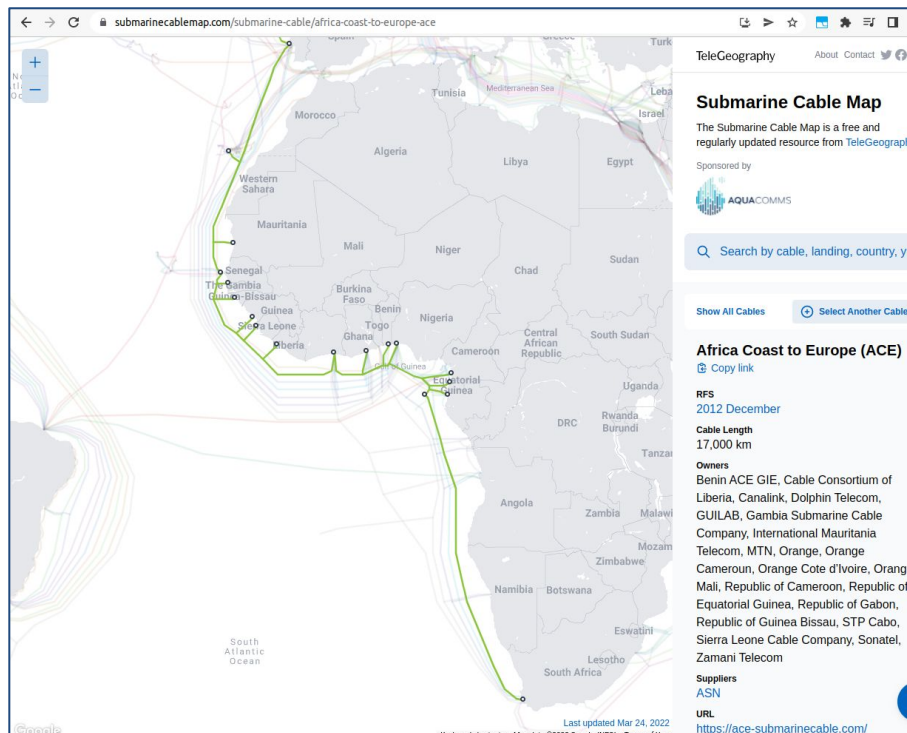 submarinecablemap.com/submarine-cable/africa-coast-to-europe-ace
Spain
Greece
Turk
Mediterranean Sea
Tunisia
Leba
Israel
Morocco
Algeria
Libya
Egypt
Western
Sahara
Mauritania
Mali
Niger
Chad
Sudan
Senegal
The Gambia
Guinea-Bissau
Guinea
Sierra Leone
Liberia
Burkina
Faso
Benin
Togo
Ghana
Nigeria
Gulf of Guinea
Cameroon
Central
African
Republic
South Sudan
Equatorial
Guinea
Uganda
DRC
Rwanda
Burundi
Tanza
Angola
Zambia
Malawi
Mozam
Zimbabwe
Namibia
Botswana
Eswatini
Lesotho
South Africa
South
Atlantic
Ocean
Google
Last updated Mar 24, 2022
TeleGeography
About Contact
Submarine Cable Map
The Submarine Cable Map is a free and
regularly updated resource from TeleGeograph
Sponsored by
AQUACOMMS
Search by cable, landing, country, y
Show All Cables
Select Another Cable
Africa Coast to Europe (ACE)
Copy link
RFS
2012 December
Cable Length
17,000 km
Owners
Benin ACE GIE, Cable Consortium of
Liberia, Canalink, Dolphin Telecom,
GUILAB, Gambia Submarine Cable
Company, International Mauritania
Telecom, MTN, Orange, Orange
Cameroun, Orange Cote d'Ivoire, Orang
Mali, Republic of Cameroon, Republic of
Equatorial Guinea, Republic of Gabon,
Republic of Guinea Bissau, STP Cabo,
Sierra Leone Cable Company, Sonatel,
Zamani Telecom
Suppliers
ASN
URL
https://ace-submarinecable.com/